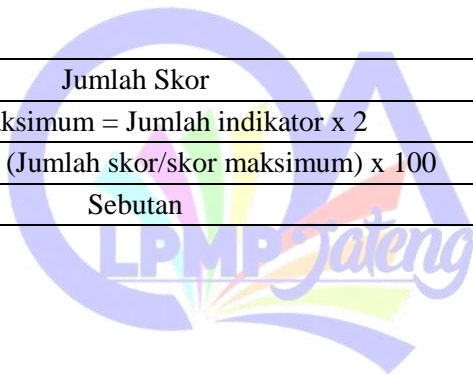 Jumlah Skor
ksimum = Jumlah indikator x 2
(Jumlah skor/skor maksimum) x 100
Sebutan
LPMP Jateng